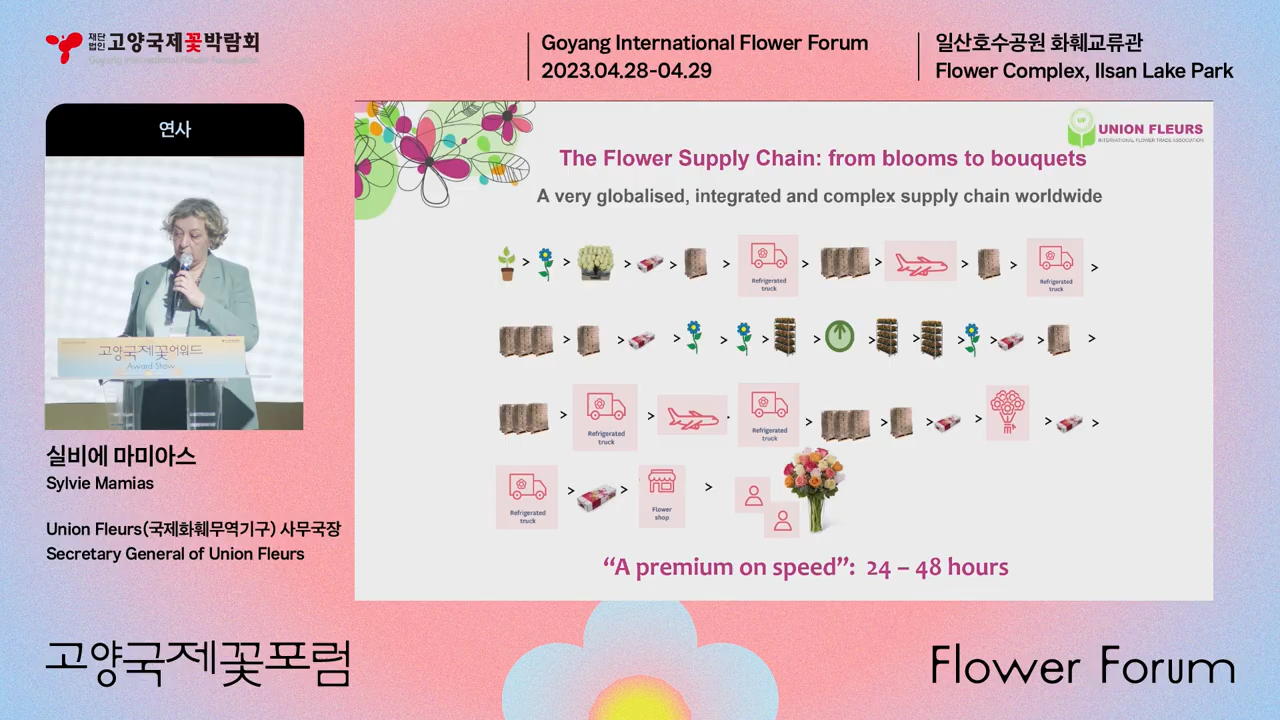 재단
법인
고양국제꽃박람회
Goyang International Flower Foundation
Goyang International Flower Forum
2023.04.28-04.29
일산호수공원 화훼교류관
Flower Complex, Ilsan Lake Park
연사
고양국제꽃어워드
Award Show
실비에 마미아스
Sylvie Mamias
Union Fleurs(국제화훼무역기구) 사무국장
Secretary General of Union Fleurs
UF
UNION FLEURS
INTERNATIONAL FLOWER TRADE ASSOCIATION
The Flower Supply Chain: from blooms to bouquets
A very globalised, integrated and complex supply chain worldwide
Refrigerated
truck
Refrigerated
truck
Refrigerated
truck
Refrigerated
truck
Refrigerated
truck
Flower
shop
“A premium on speed”: 24 – 48 hours
고양국제꽃포럼
Flower Forum